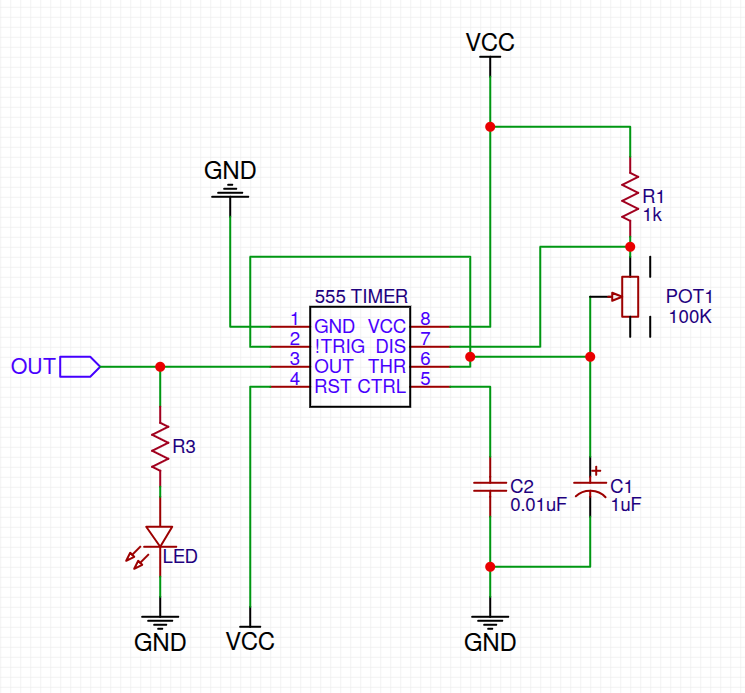 VCC
GND
R1
1k
555 TIMER
POT1
100K
1 GND VCC 8
2 !TRIG DIS 7
OUT 3 OUT THR 6
4 RST CTRL 5
R3
+
C2
0.01uF
C1
1uF
LED
GND
VCC
GND